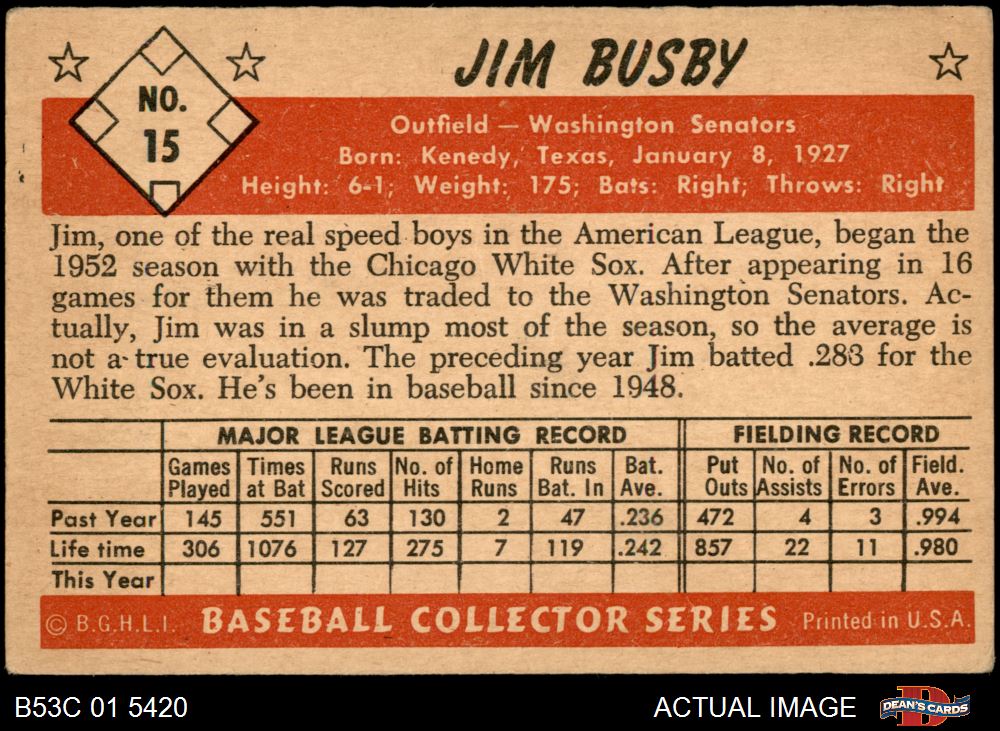 JIM BUSBY
NO.
15
Outfield — Washington Senators
Born: Kenedy, Texas, January 8, 1927
Height: 6-1; Weight: 175; Bats: Right; Throws: Right
Jim, one of the real speed boys in the American League, began the
1952 season with the Chicago White Sox. After appearing in 16
games for them he was traded to the Washington Senators. Ac-
tually, Jim was in a slump most of the season, so the average is
not a true evaluation. The preceding year Jim batted .283 for the
White Sox. He's been in baseball since 1948.
MAJOR LEAGUE BATTING RECORD FIELDING RECORD
Games Times Runs No. of Home Runs Bat. Put No. of No. of Field.
Played at Bat Scored Hits Runs Bat. In Ave. Outs Assists Errors Ave.
Past Year 145 551 63 130 2 47 .236 472 4 3 .994
Life time 306 1076 127 275 7 119 .242 857 22 11 .980
This Year
© B.G.H.L.I. BASEBALL COLLECTOR SERIES Printed in U.S.A.
B53C 01 5420 ACTUAL IMAGE DEAN'S CARDS